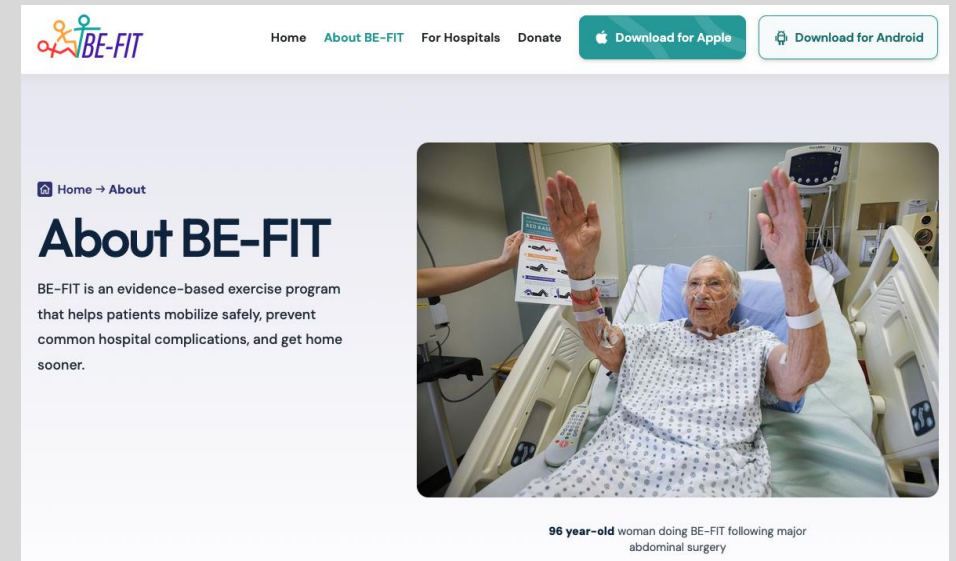 BE-FIT
Home About BE-FIT For Hospitals Donate Download for Apple Download for Android
Home → About
About BE-FIT
BE-FIT is an evidence-based exercise program
that helps patients mobilize safely, prevent
common hospital complications, and get home
sooner.
96 year-old woman doing BE-FIT following major
abdominal surgery